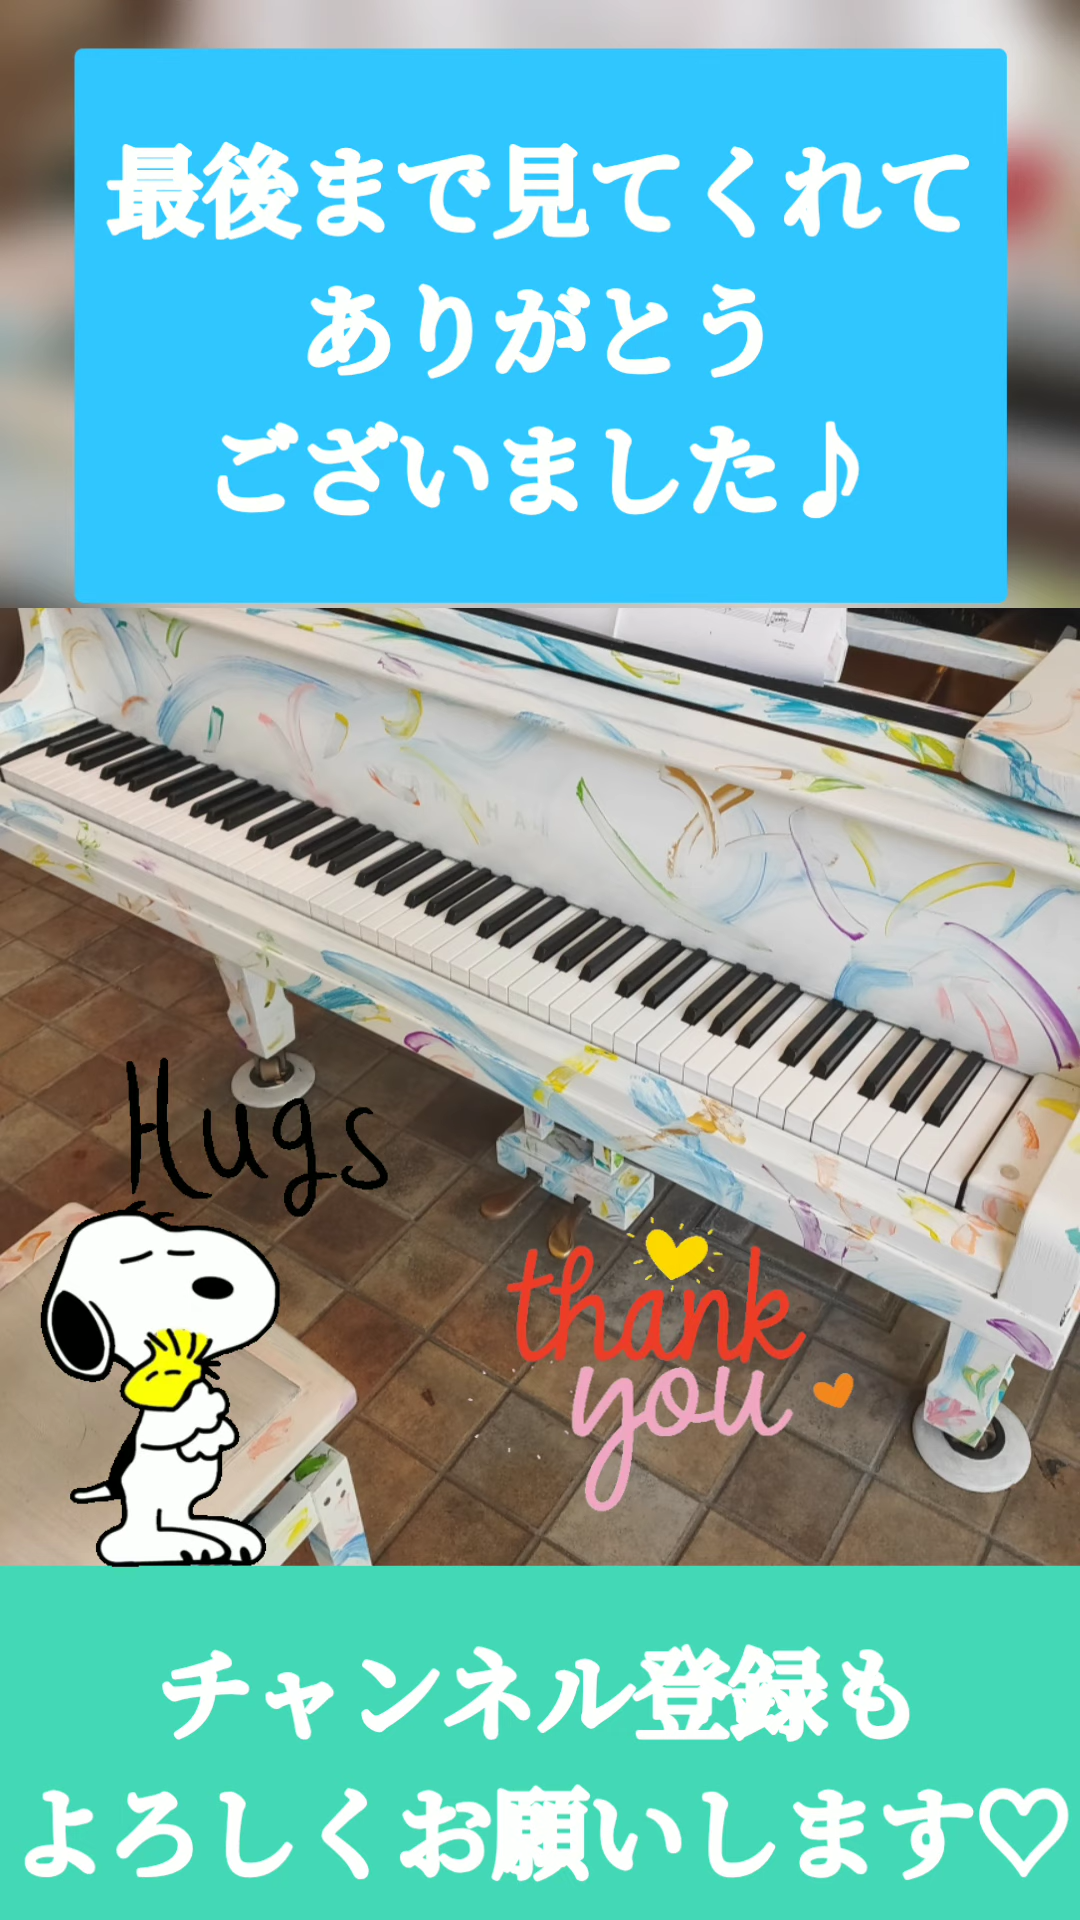 最後まで見てくれて
ありがとう
ございました♪
Hugs
thank
you
チャンネル登録も
よろしくお願いします♡